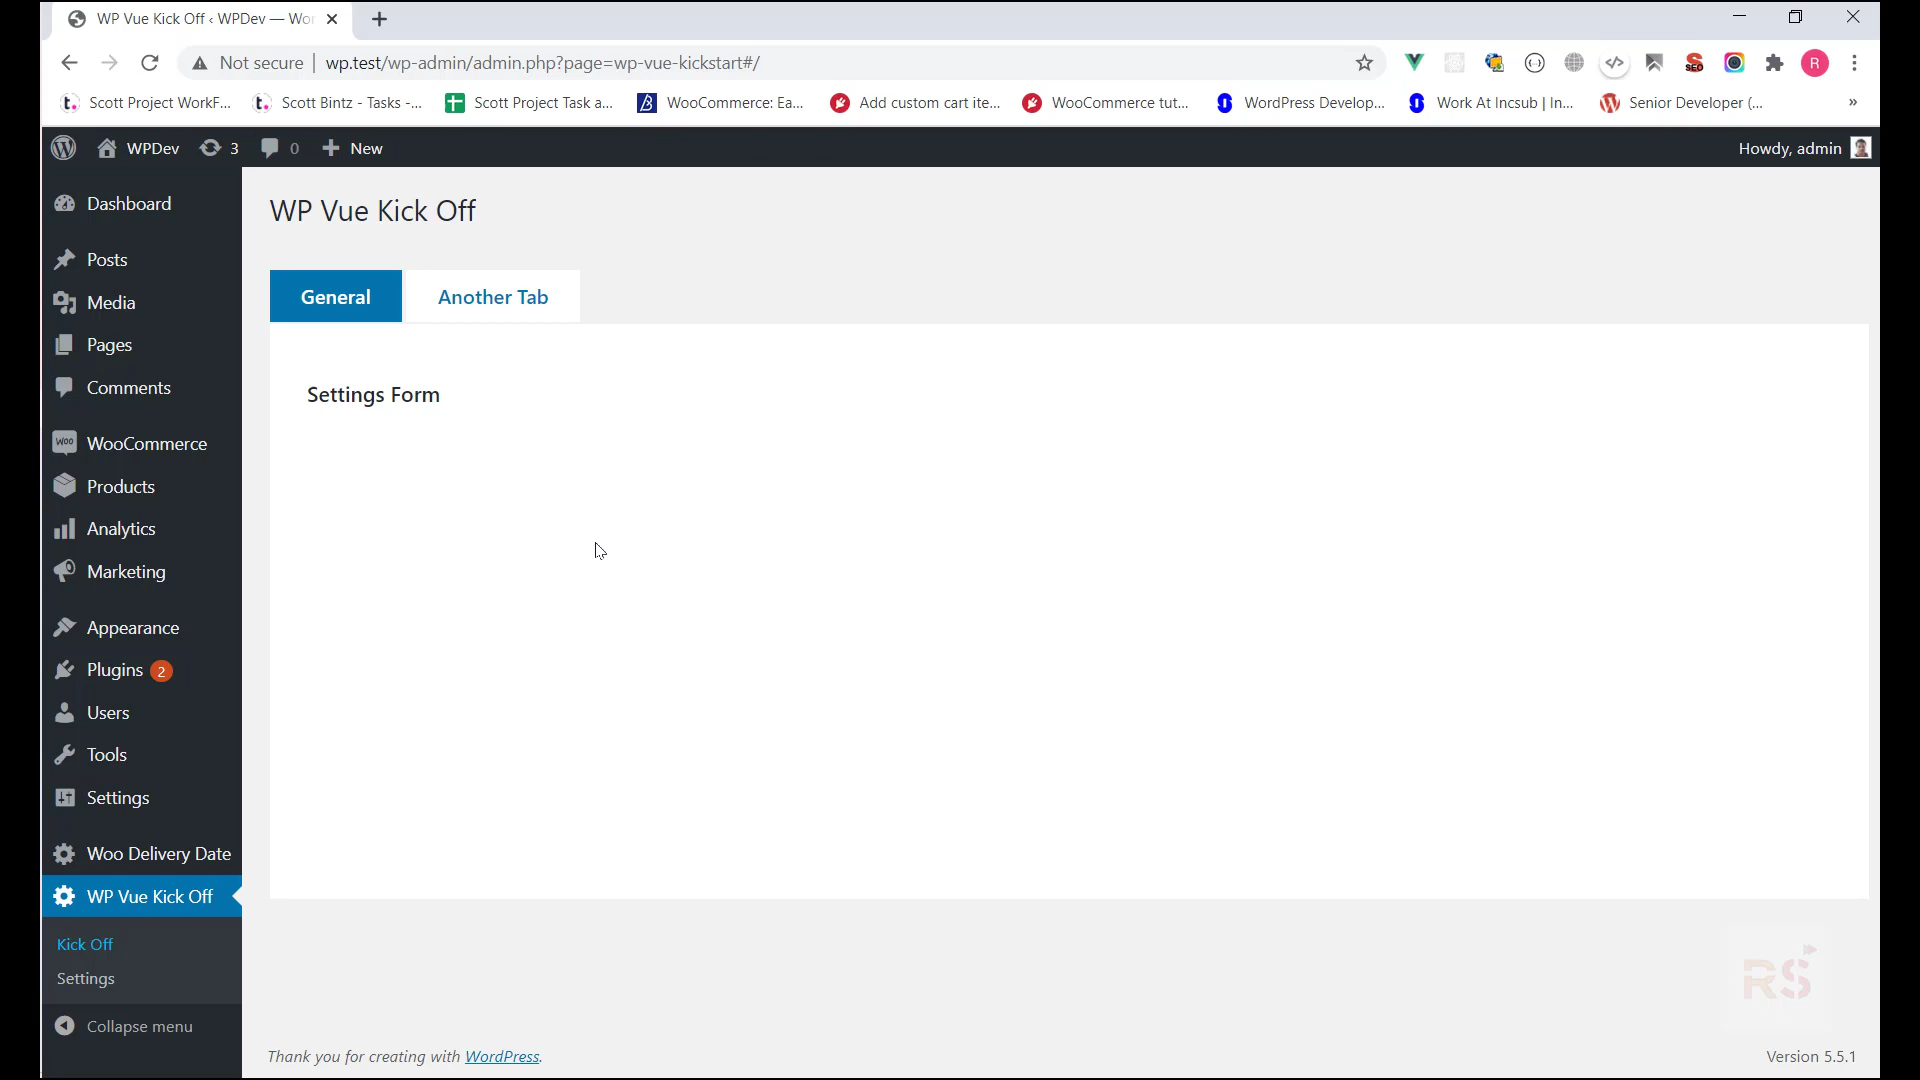 WP Vue Kick Off ‹ WPDev — Wor
Not secure | wp.test/wp-admin/admin.php?page=wp-vue-kickstart#/
R
Scott Project WorkF...
Scott Bintz - Tasks -...
Scott Project Task a...
WooCommerce: Ea...
Add custom cart ite...
WooCommerce tut...
WordPress Develop...
Work At Incsub | In...
Senior Developer (...
»
WPDev
3
0
New
Howdy, admin
Dashboard
Posts
Media
Pages
Comments
WooCommerce
Products
Analytics
Marketing
Appearance
Plugins 2
Users
Tools
Settings
Woo Delivery Date
WP Vue Kick Off
Kick Off
Settings
Collapse menu
WP Vue Kick Off
General
Another Tab
Settings Form
RS
Thank you for creating with WordPress.
Version 5.5.1